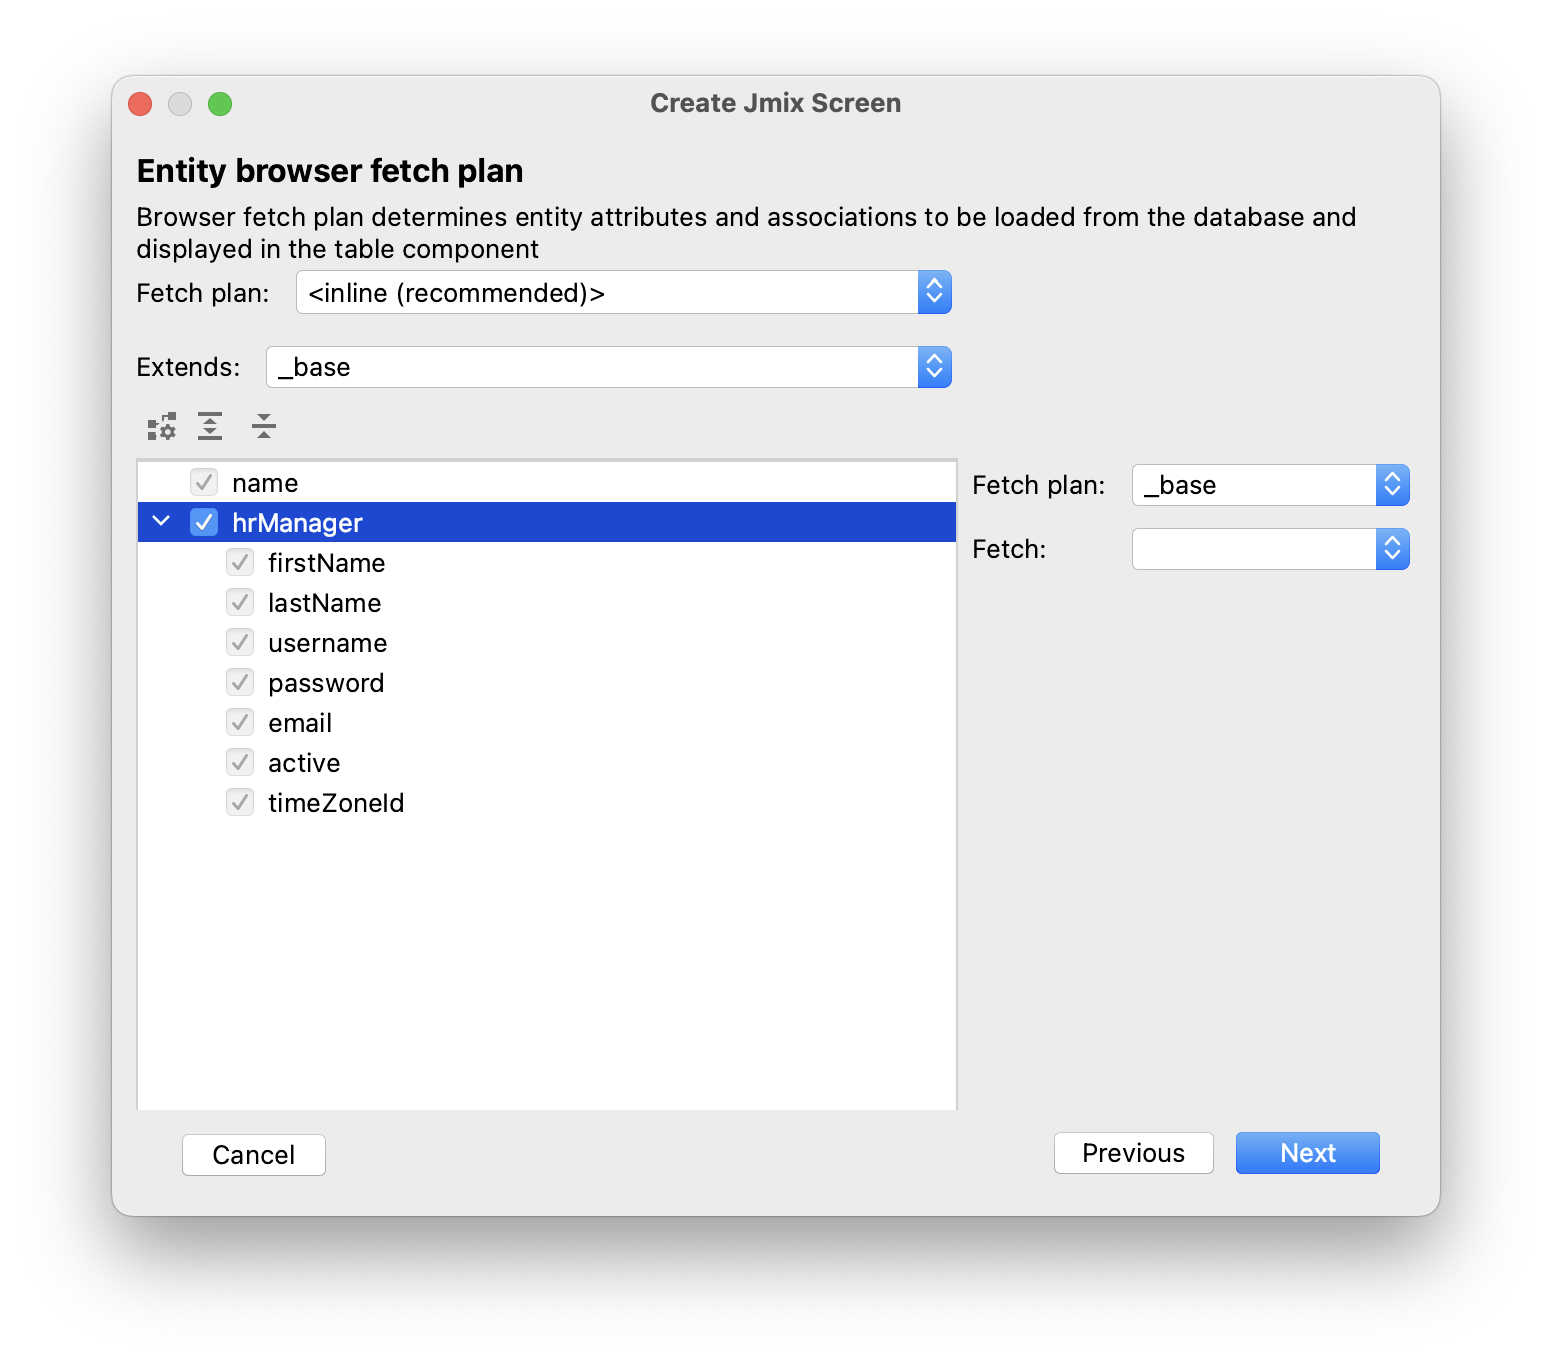 Create Jmix Screen
Entity browser fetch plan
Browser fetch plan determines entity attributes and associations to be loaded from the database and
displayed in the table component
Fetch plan: <inline (recommended)>
Extends: _base
name
hrManager
firstName
lastName
username
password
email
active
timeZoneId
Fetch plan: _base
Fetch:
Cancel
Previous
Next